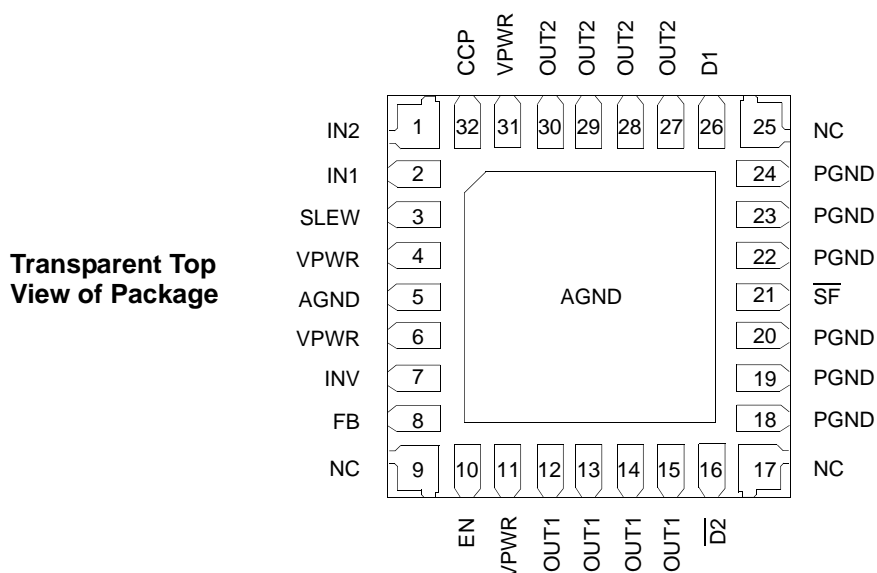 CCP
VPWR
OUT2
OUT2
OUT2
OUT2
D1
32
31
30
29
28
27
26
IN2
1
25
NC
IN1
2
24
PGND
SLEW
3
23
PGND
VPWR
4
22
PGND
Transparent Top
View of Package
AGND
5
AGND
21
S̅F̅
VPWR
6
20
PGND
INV
7
19
PGND
FB
8
18
PGND
NC
9
17
NC
10
11
12
13
14
15
16
EN
VPWR
OUT1
OUT1
OUT1
OUT1
D̅2̅